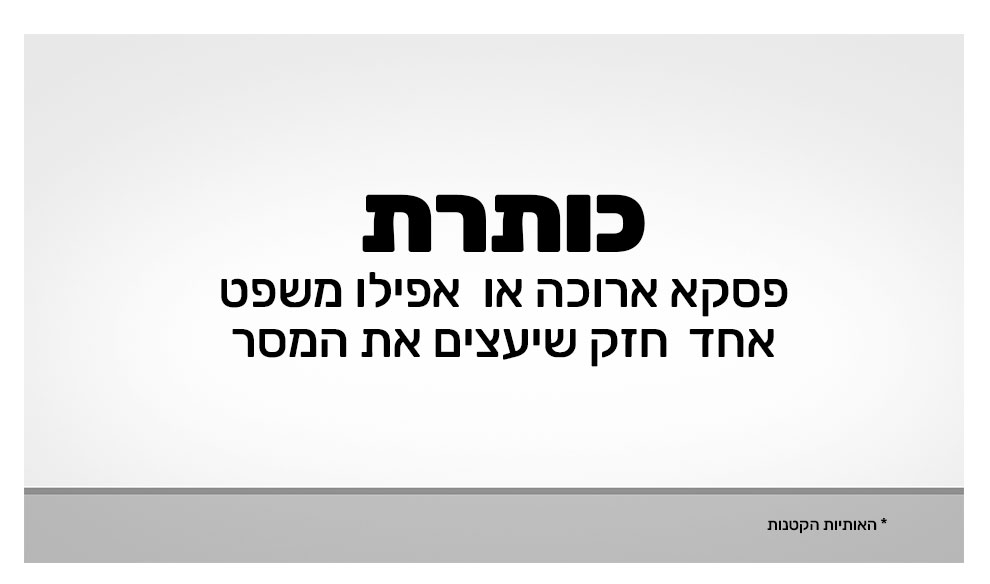 כותרת
פסקא ארוכה או אפילו משפט
אחד חזק שיעצים את המסר
* האותיות הקטנות